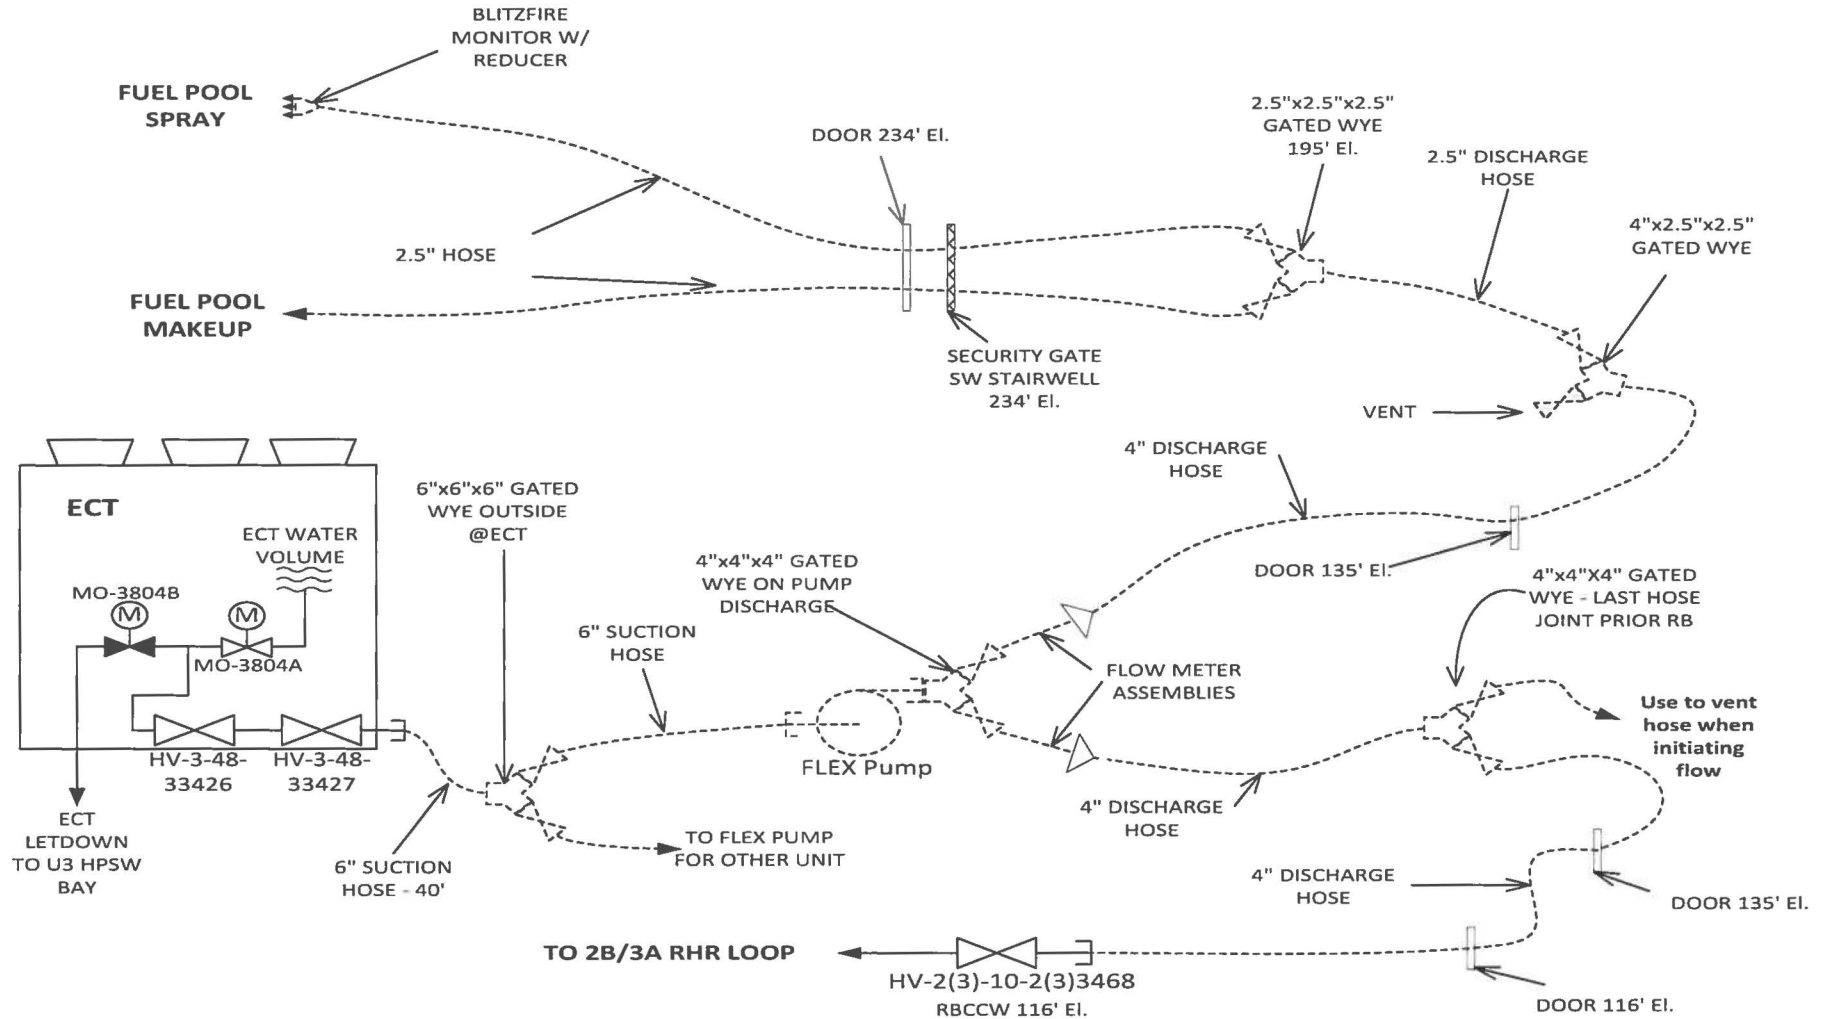 BLITZFIRE
MONITOR W/
REDUCER
FUEL POOL
SPRAY
DOOR 234' El.
2.5"x2.5"x2.5"
GATED WYE
195' El.
2.5" DISCHARGE
HOSE
4"x2.5"x2.5"
GATED WYE
2.5" HOSE
FUEL POOL
MAKEUP
SECURITY GATE
SW STAIRWELL
234' El.
VENT
4" DISCHARGE
HOSE
6"x6"x6" GATED
WYE OUTSIDE
@ECT
ECT
ECT WATER
VOLUME
MO-3804B
M
M
MO-3804A
4"x4"x4" GATED
WYE ON PUMP
DISCHARGE
DOOR 135' El.
4"x4"X4" GATED
WYE - LAST HOSE
JOINT PRIOR RB
6" SUCTION
HOSE
FLOW METER
ASSEMBLIES
Use to vent
hose when
initiating
flow
HV-3-48-
33426
HV-3-48-
33427
FLEX Pump
4" DISCHARGE
HOSE
ECT
LETDOWN
TO U3 HPSW
BAY
6" SUCTION
HOSE - 40'
TO FLEX PUMP
FOR OTHER UNIT
4" DISCHARGE
HOSE
DOOR 135' El.
TO 2B/3A RHR LOOP
HV-2(3)-10-2(3)3468
RBCCW 116' El.
DOOR 116' El.